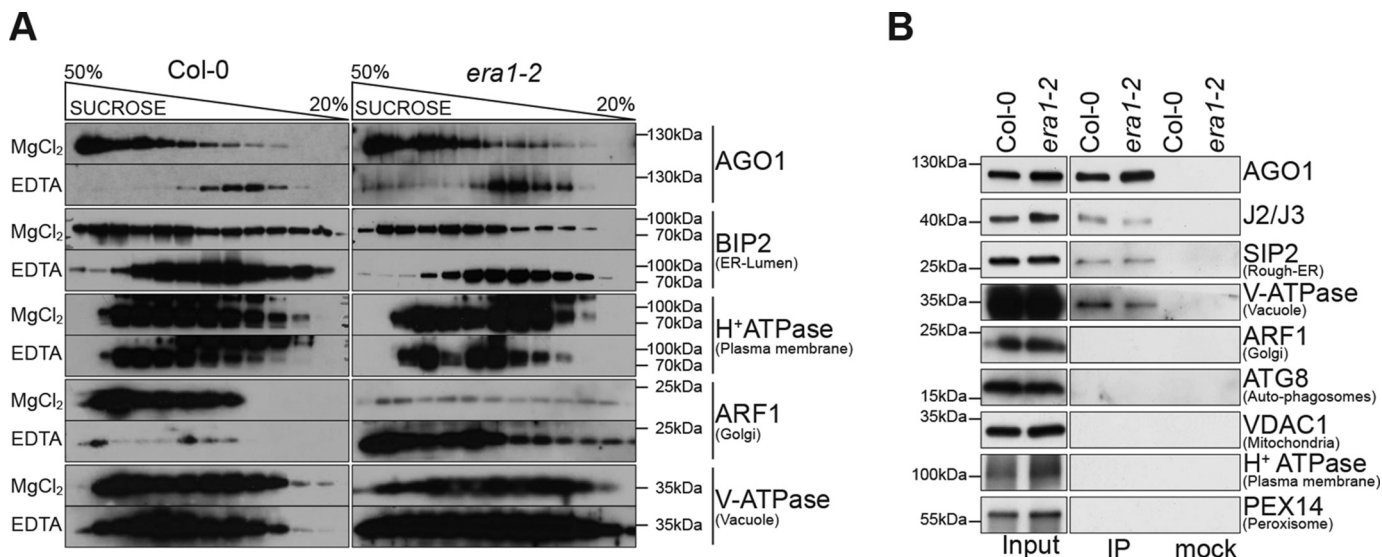 A
Col-0
era1-2
50%
20%
SUCROSE
50%
20%
SUCROSE
MgCl₂
EDTA
130kDa
130kDa
AGO1
MgCl₂
EDTA
100kDa
70kDa
100kDa
70kDa
BIP2
(ER-Lumen)
MgCl₂
EDTA
100kDa
70kDa
100kDa
70kDa
H⁺ATPase
(Plasma membrane)
MgCl₂
EDTA
25kDa
25kDa
ARF1
(Golgi)
MgCl₂
EDTA
35kDa
35kDa
V-ATPase
(Vacuole)
B
Col-0
era1-2
Col-0
era1-2
Col-0
era1-2
130kDa
AGO1
40kDa
J2/J3
25kDa
SIP2
(Rough-ER)
35kDa
V-ATPase
(Vacuole)
25kDa
ARF1
(Golgi)
15kDa
ATG8
(Auto-phagosomes)
35kDa
VDAC1
(Mitochondria)
100kDa
H⁺ ATPase
(Plasma membrane)
55kDa
PEX14
(Peroxisome)
Input
IP
mock